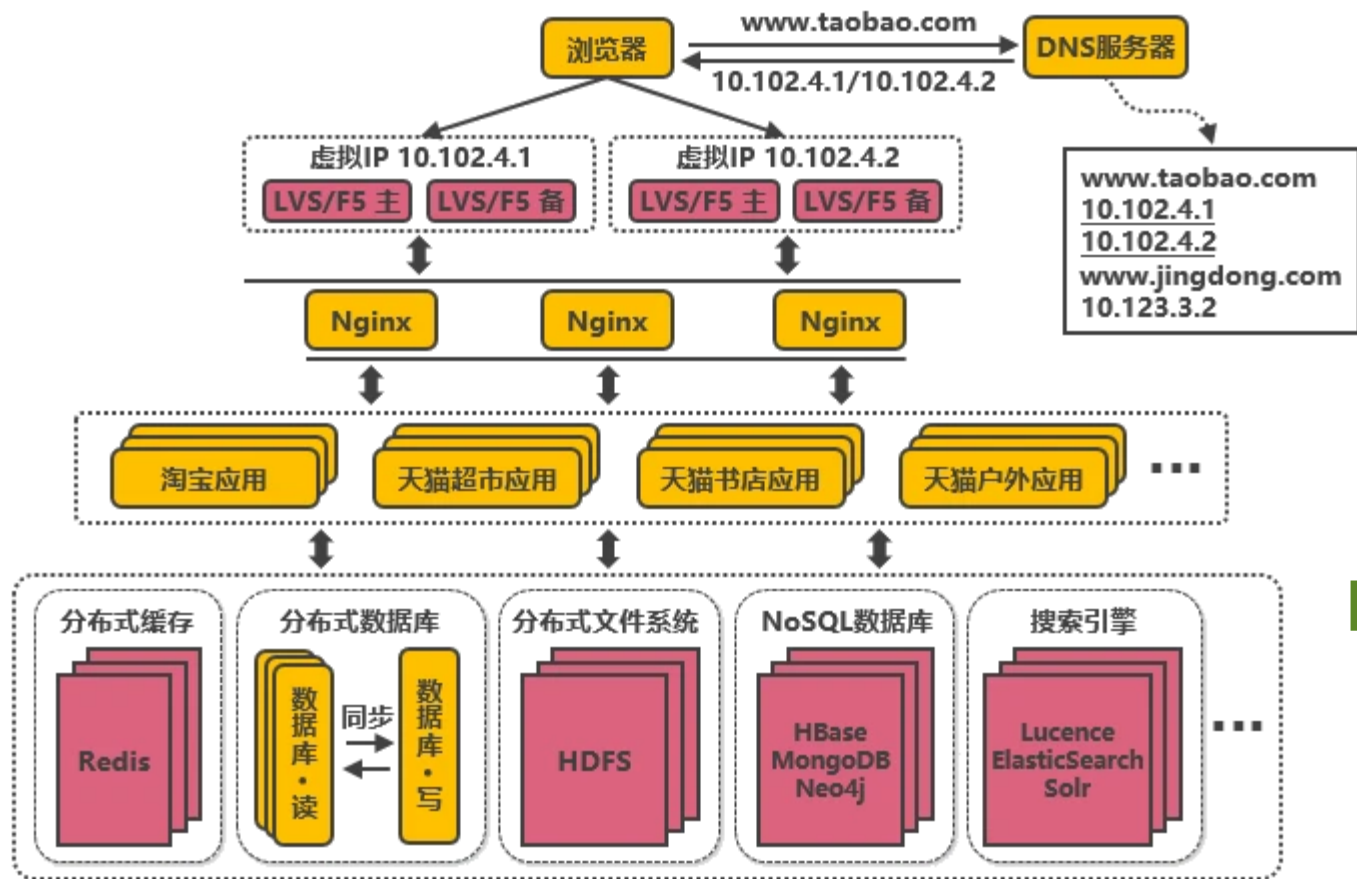 www.taobao.com
浏览器
DNS服务器
10.102.4.1/10.102.4.2
虚拟IP 10.102.4.1
LVS/F5 主
LVS/F5 备
虚拟IP 10.102.4.2
LVS/F5 主
LVS/F5 备
www.taobao.com
10.102.4.1
10.102.4.2
www.jingdong.com
10.123.3.2
Nginx
Nginx
Nginx
淘宝应用
天猫超市应用
天猫书店应用
天猫户外应用
...
分布式缓存
Redis
分布式数据库
数据库·读
同步
数据库·写
分布式文件系统
HDFS
NoSQL数据库
HBase
MongoDB
Neo4j
搜索引擎
Lucence
ElasticSearch
Solr
...